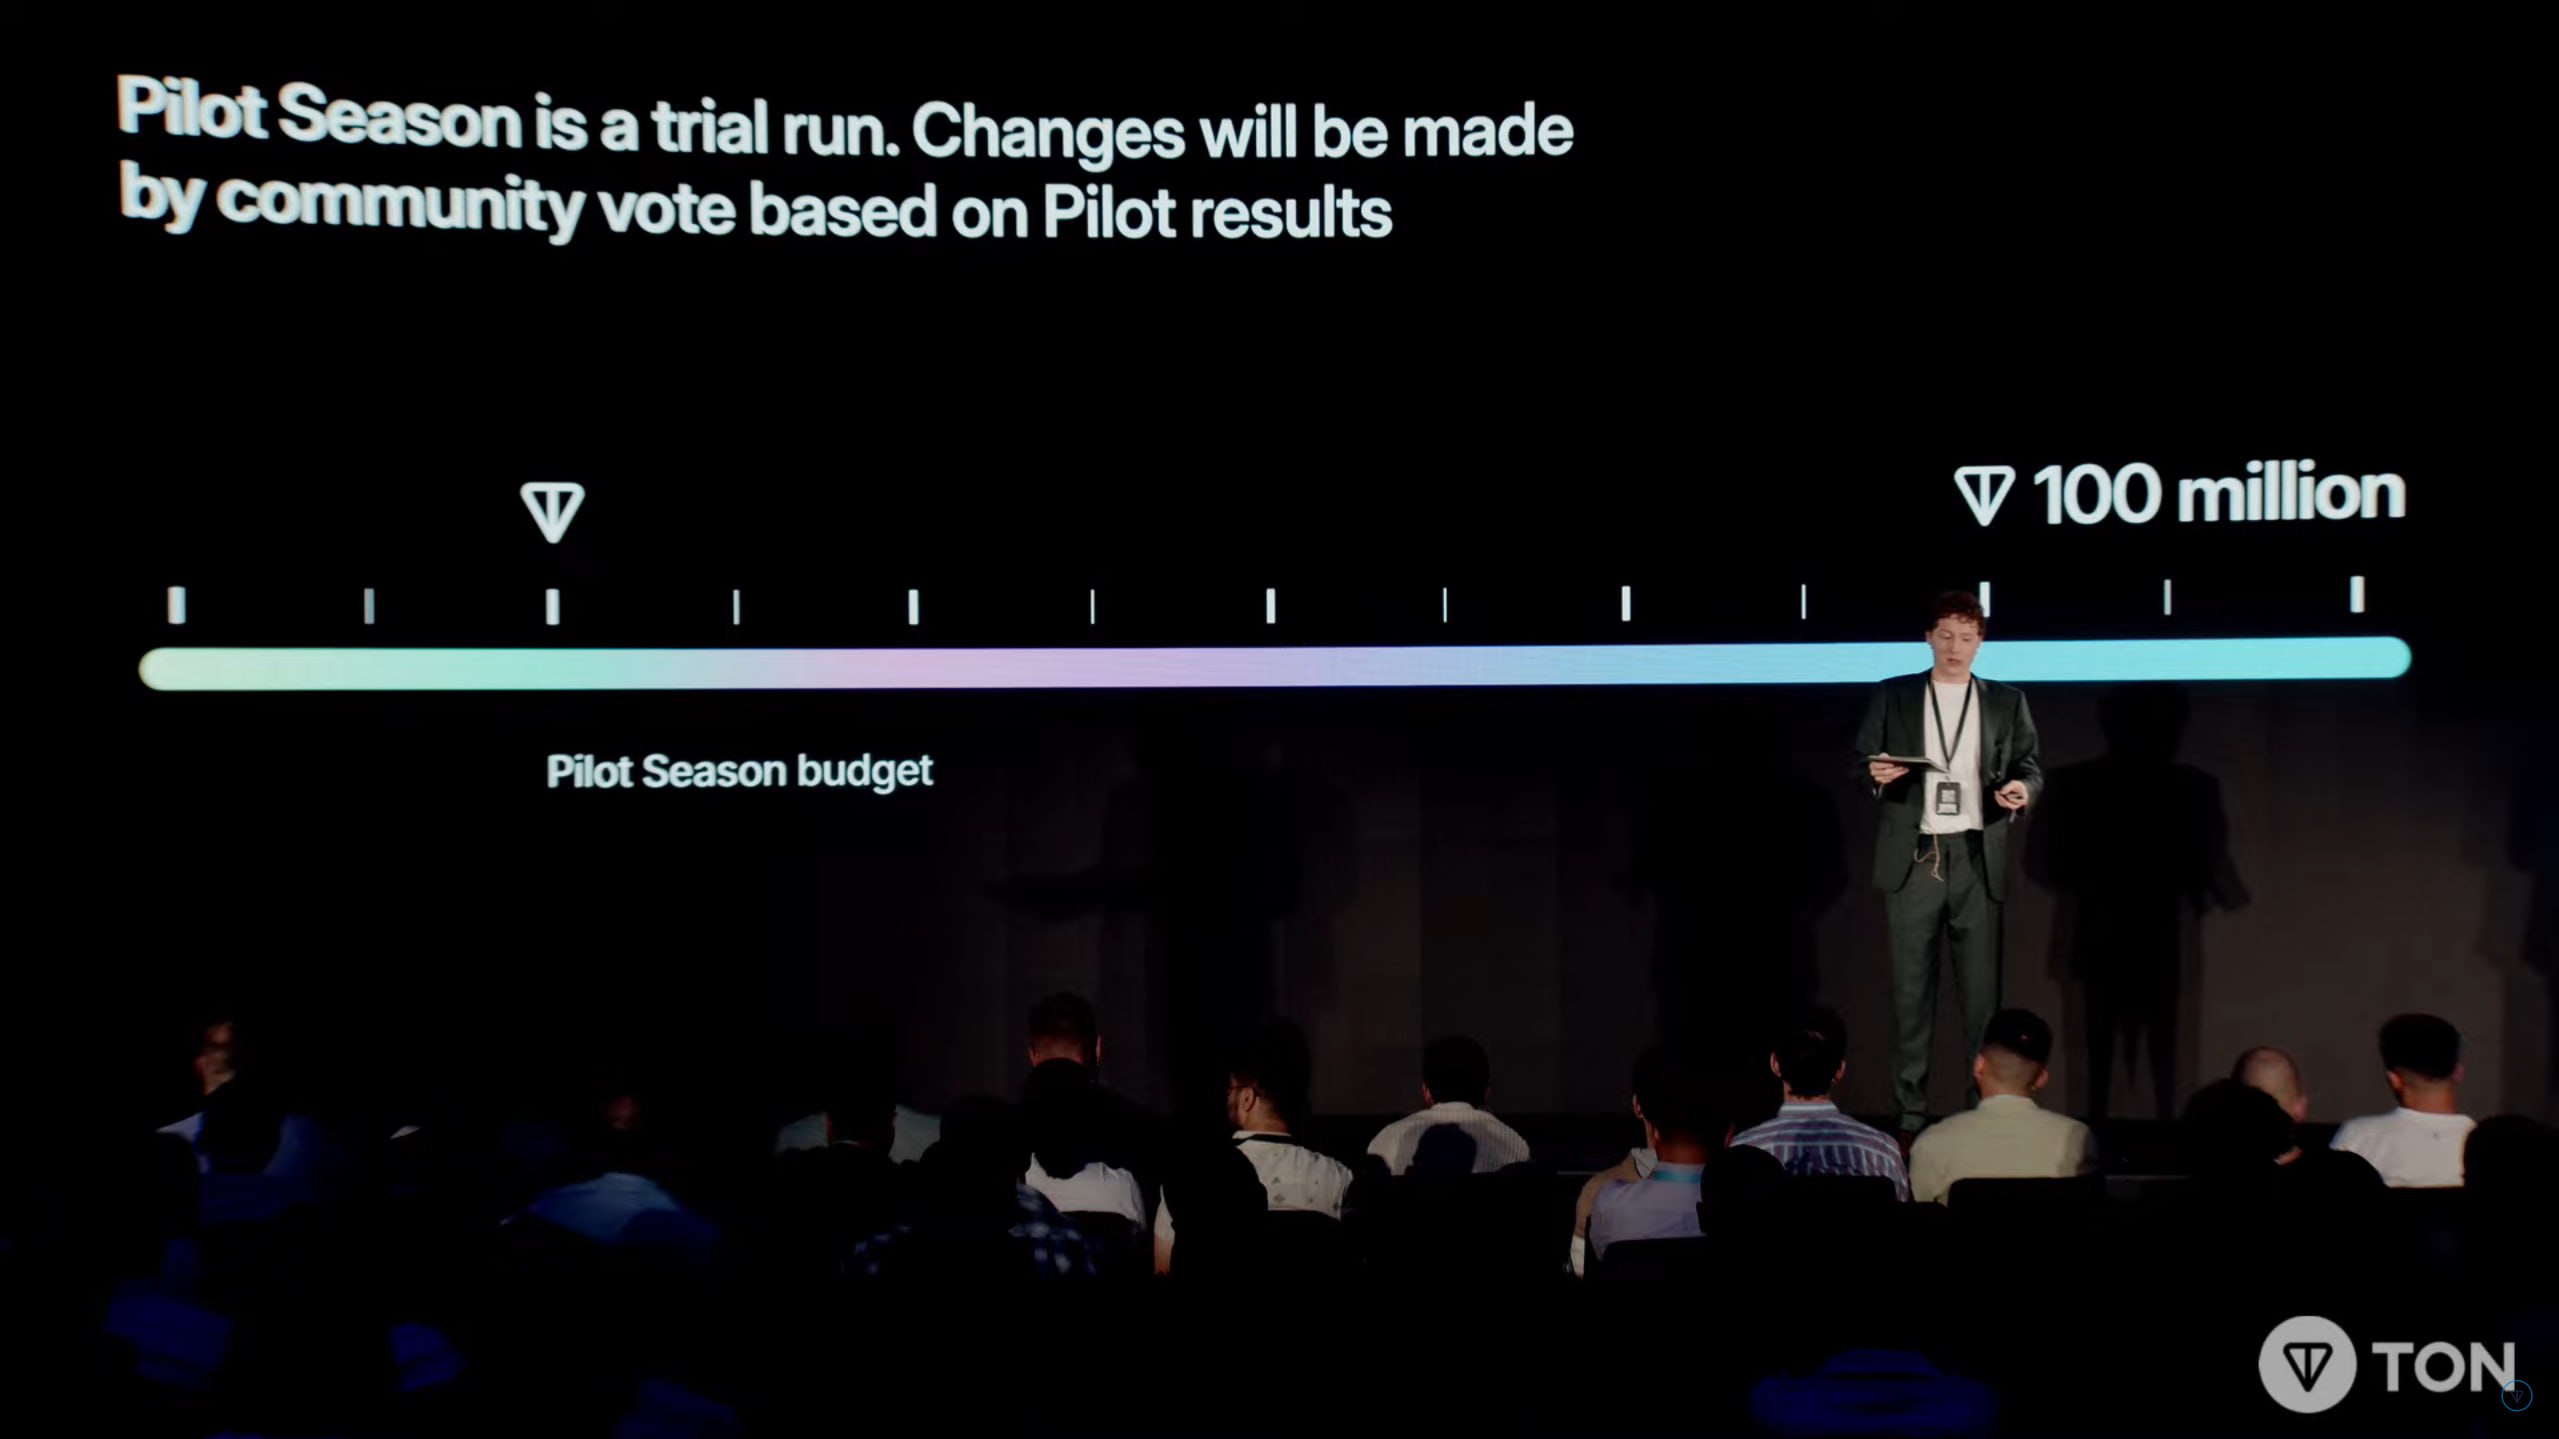 Pilot Season is a trial run. Changes will be made
by community vote based on Pilot results
100 million
Pilot Season budget
TON